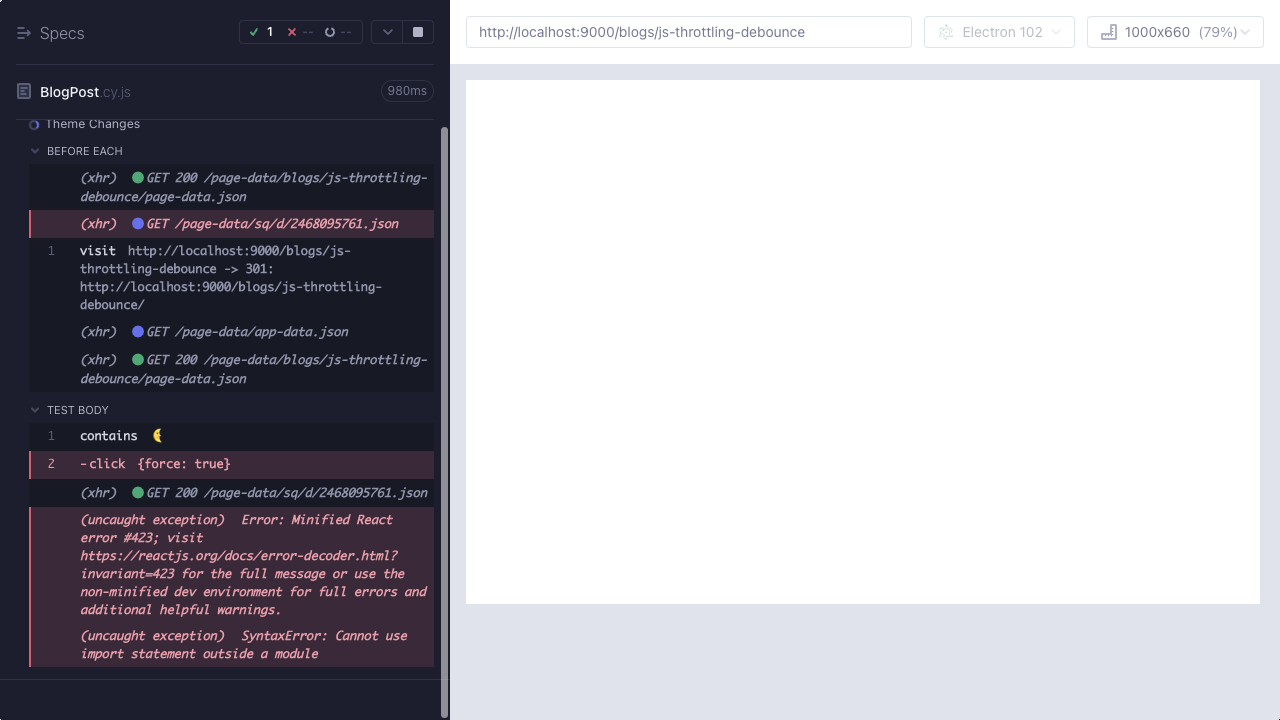 Specs
1 -- --
http://localhost:9000/blogs/js-throttling-debounce
Electron 102
1000x660 (79%)
BlogPost.cy.js
980ms
Theme Changes
BEFORE EACH
(xhr) GET 200 /page-data/blogs/js-throttling-
debounce/page-data.json
(xhr) GET /page-data/sq/d/2468095761.json
1 visit http://localhost:9000/blogs/js-
throttling-debounce -> 301:
http://localhost:9000/blogs/js-throttling-
debounce/
(xhr) GET /page-data/app-data.json
(xhr) GET 200 /page-data/blogs/js-throttling-
debounce/page-data.json
TEST BODY
1 contains 🌜
2 -click {force: true}
(xhr) GET 200 /page-data/sq/d/2468095761.json
(uncaught exception) Error: Minified React
error #423; visit
https://reactjs.org/docs/error-decoder.html?
invariant=423 for the full message or use the
non-minified dev environment for full errors and
additional helpful warnings.
(uncaught exception) SyntaxError: Cannot use
import statement outside a module